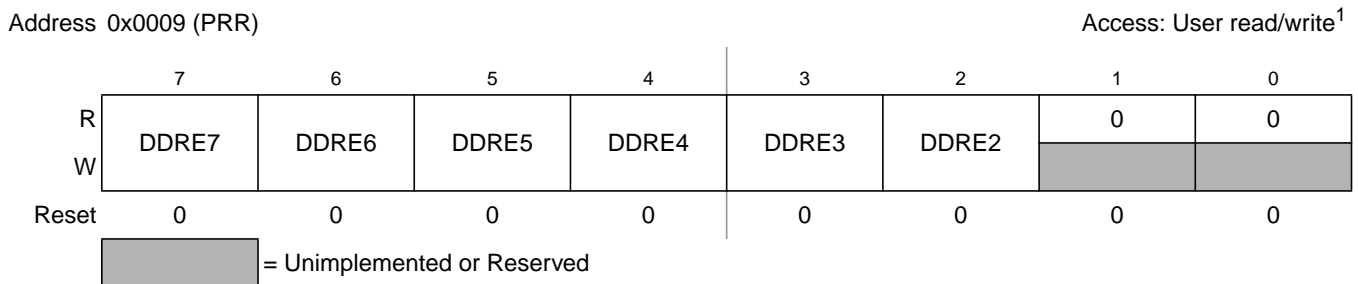 Address 0x0009 (PRR) Access: User read/write1
7 6 5 4 3 2 1 0
R DDRE7 DDRE6 DDRE5 DDRE4 DDRE3 DDRE2 0 0
W
Reset 0 0 0 0 0 0 0 0
= Unimplemented or Reserved